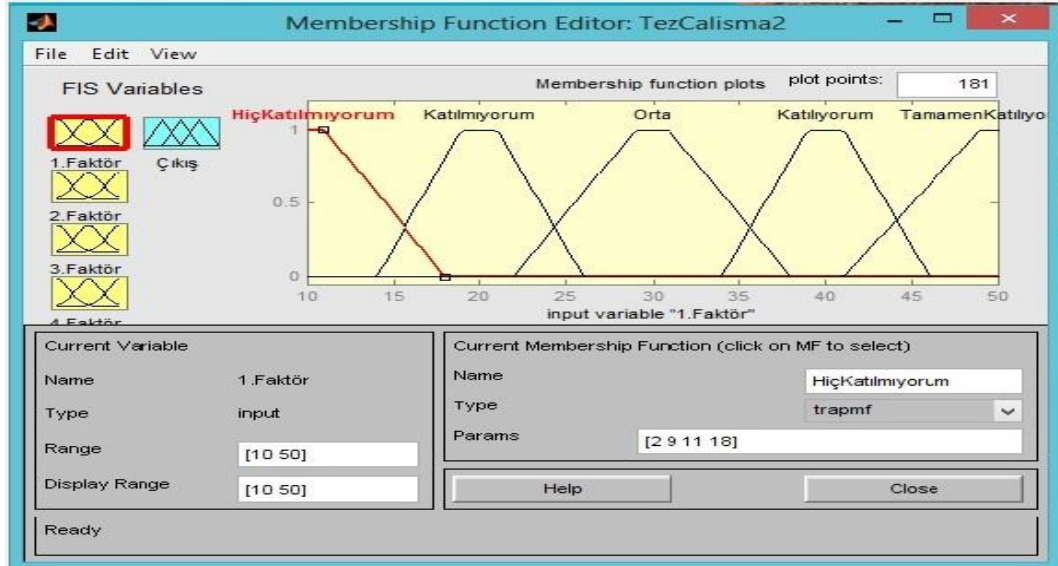 Membership Function Editor: TezCalisma2
File Edit View
FIS Variables
Membership function plots
plot points:
181
1.Faktör
Çıkış
2.Faktör
3.Faktör
4.Faktör
HiçKatılmıyorum
Katılmıyorum
Orta
Katılıyorum
TamamenKatılıyo
1
0.5
0
10 15 20 25 30 35 40 45 50
input variable "1.Faktör"
Current Variable
Name 1.Faktör
Type input
Range [10 50]
Display Range [10 50]
Current Membership Function (click on MF to select)
Name HiçKatılmıyorum
Type trapmf
Params [2 9 11 18]
Help
Close
Ready